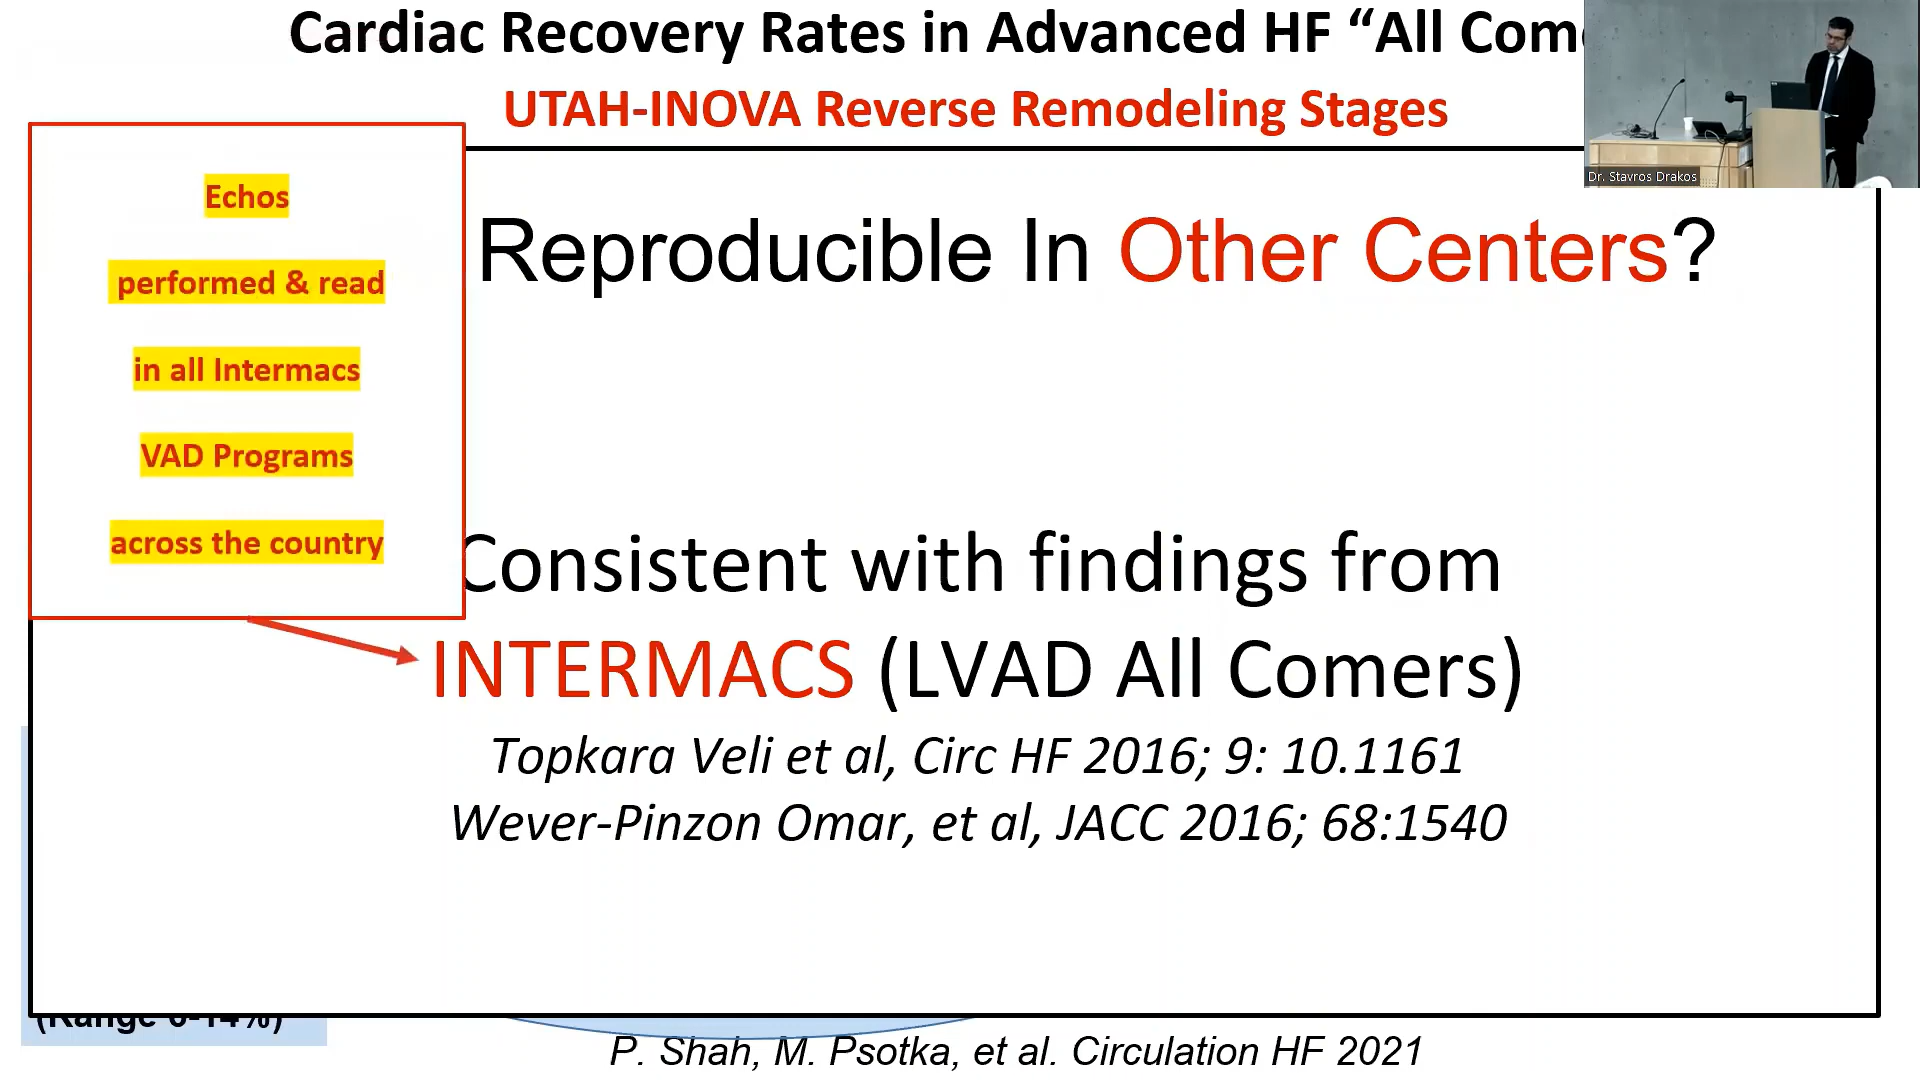 Cardiac Recovery Rates in Advanced HF “All Com
UTAH-INOVA Reverse Remodeling Stages
Dr. Stavros Drakos
Echos
performed & read
in all Intermacs
VAD Programs
across the country
Reproducible In Other Centers?
Consistent with findings from
INTERMACS (LVAD All Comers)
Topkara Veli et al, Circ HF 2016; 9: 10.1161
Wever-Pinzon Omar, et al, JACC 2016; 68:1540
(Range
P. Shah, M. Psotka, et al. Circulation HF 2021